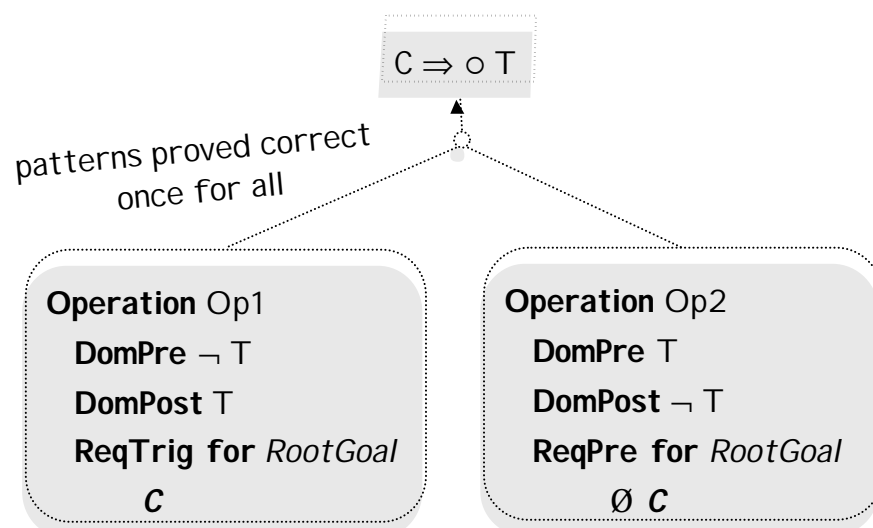 C ⇒ ○ T
patterns proved correct
once for all
Operation Op1
DomPre ¬ T
DomPost T
ReqTrig for RootGoal
C
Operation Op2
DomPre T
DomPost ¬ T
ReqPre for RootGoal
Ø C